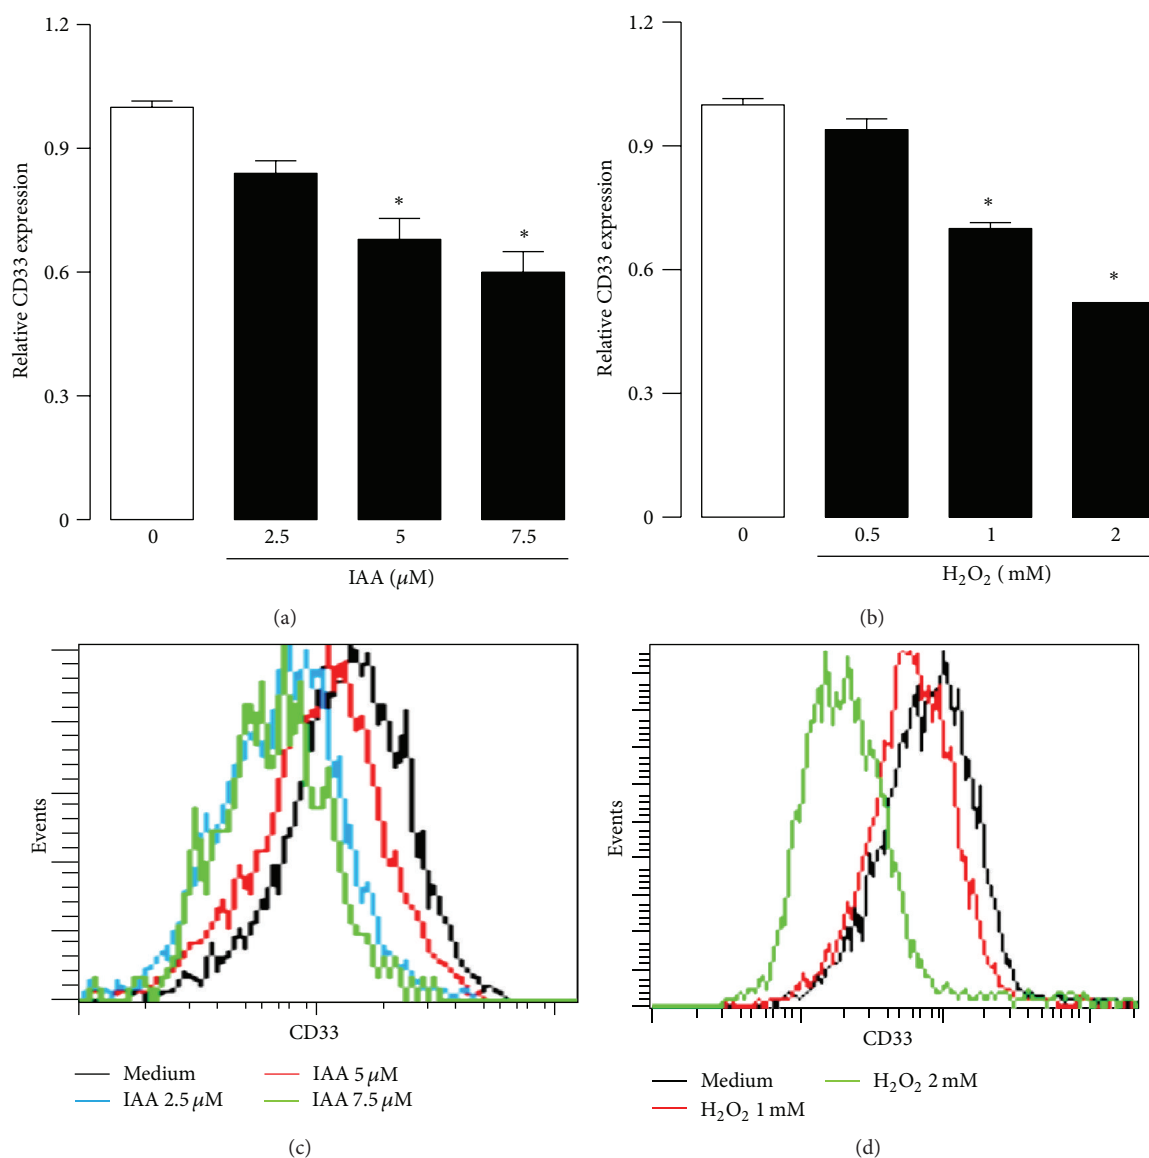 1.2
0.9
0.6
0.3
0
Relative CD33 expression
*
*
0 2.5 5 7.5
IAA (μM)
(a)
1.2
0.9
0.6
0.3
0
Relative CD33 expression
*
*
0 0.5 1 2
H₂O₂ ( mM)
(b)
Events
CD33
Medium
IAA 5 μM
IAA 2.5 μM
IAA 7.5 μM
(c)
Events
CD33
Medium
H₂O₂ 2 mM
H₂O₂ 1 mM
(d)